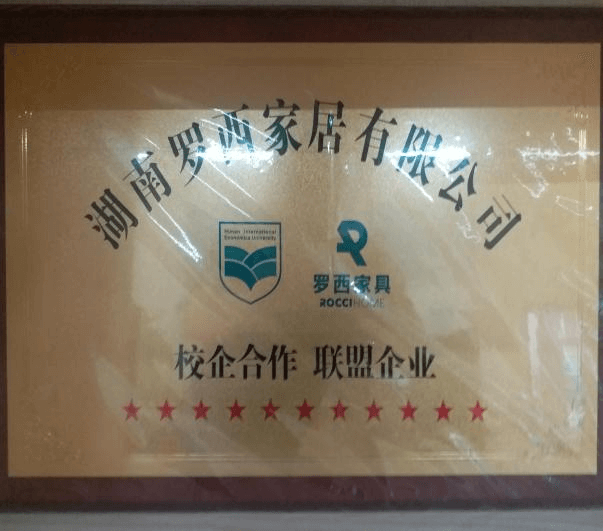 湖南罗西家居有限公司
Hunan International
Economics University
罗西家具
ROCCIHOME
校企合作 联盟企业